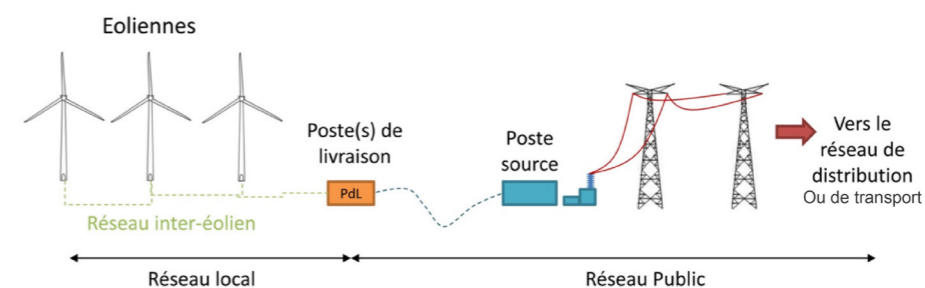 Eoliennes
Poste(s) de
livraison
PdL
Réseau inter-éolien
Poste
source
Vers le
réseau de
distribution
Ou de transport
Réseau local
Réseau Public